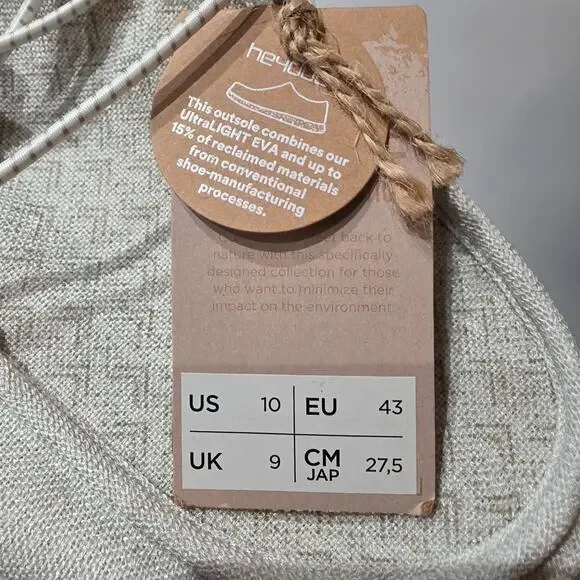 This outsole combines our
UltraLIGHT EVA and up to
15% of reclaimed materials
from conventional
shoe-manufacturing
processes.
back to
nature with this specifically
designed collection for those
who want to minimize their
impact on the environment.
US 10 EU 43
UK 9 CM JAP 27,5